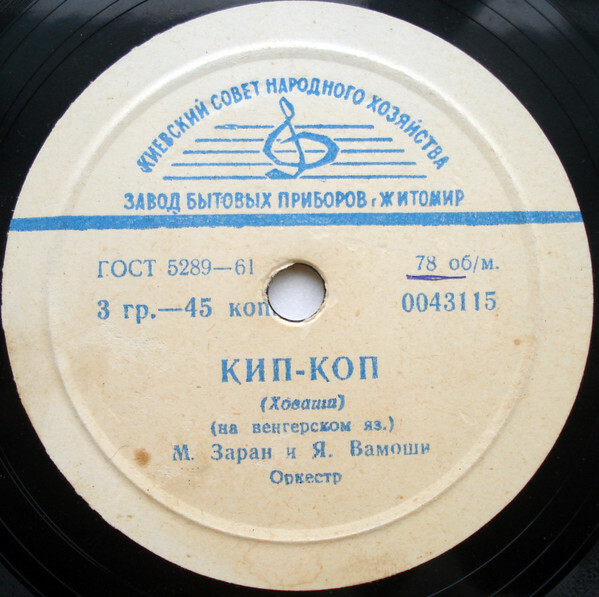 КИЕВСКИЙ СОВЕТ НАРОДНОГО ХОЗЯЙСТВА
ЗАВОД БЫТОВЫХ ПРИБОРОВ г. ЖИТОМИР
ГОСТ 5289—61
78 об/м.
3 гр.—45 коп.
0043115
КИП-КОП
(Ховаша)
(на венгерском яз.)
М. Заран и Я. Вамоши
Оркестр